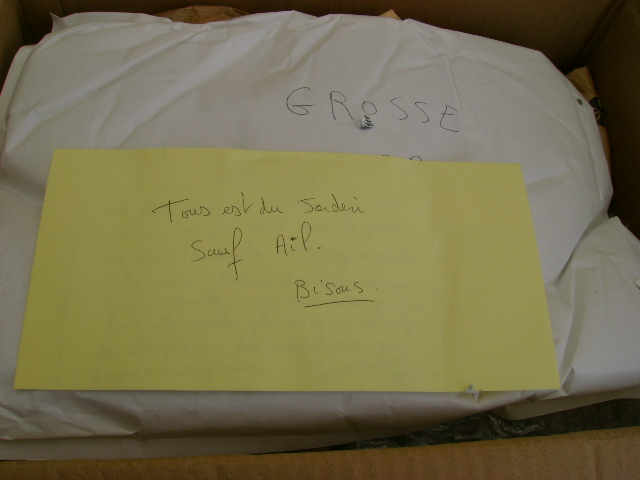 GROSSE
Tous est du Jardin
Sauf Ail.
Bisous.